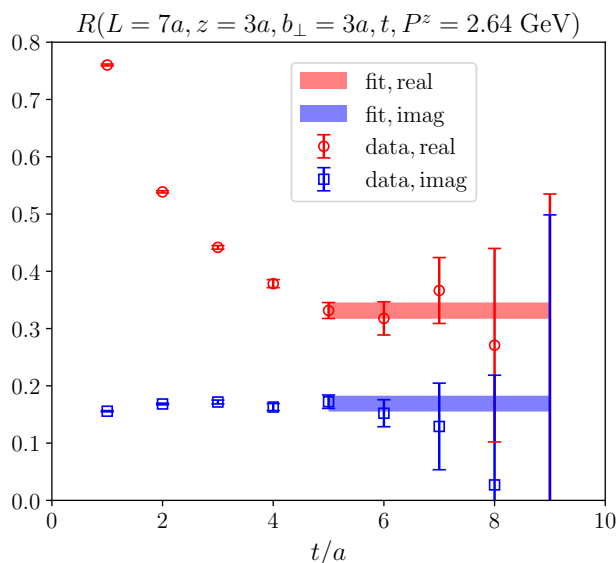 R(L = 7a, z = 3a, b⊥ = 3a, t, P^z = 2.64 GeV)
0.8
0.7
0.6
0.5
0.4
0.3
0.2
0.1
0.0
fit, real
fit, imag
data, real
data, imag
0 2 4 6 8 10
t/a